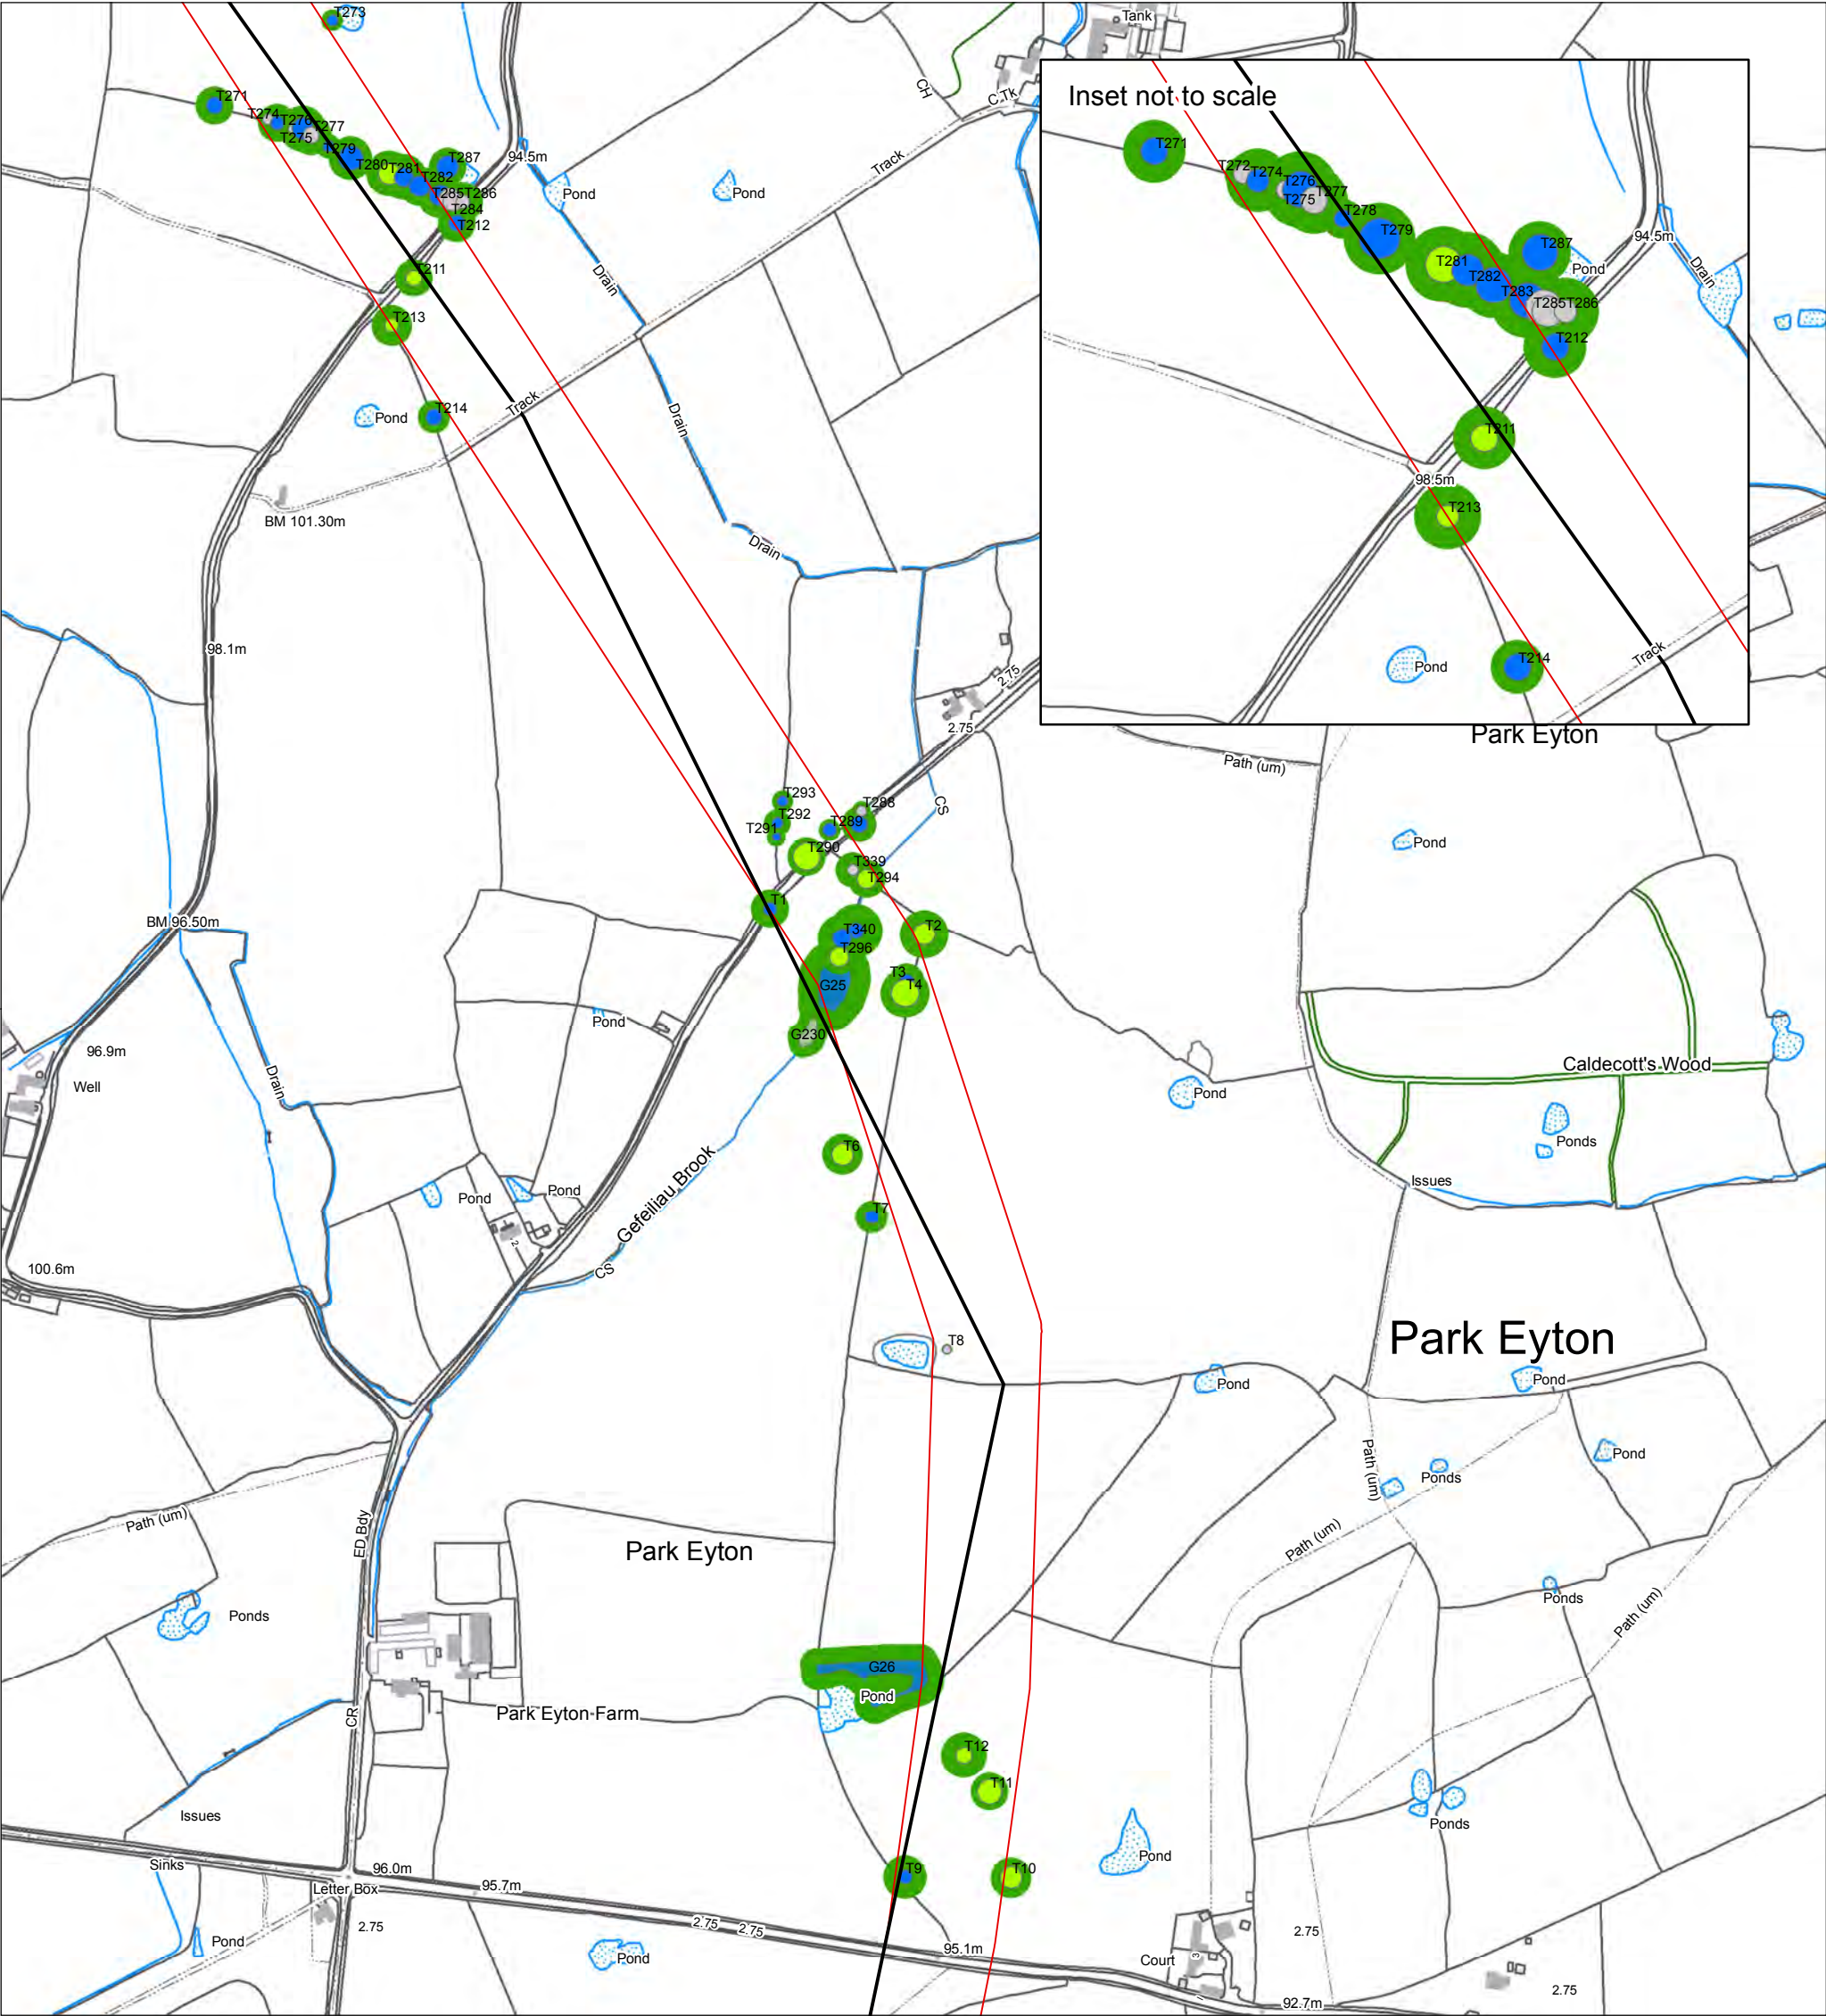 T273
Tank
CH
C.Tk
T271
T274
T276
T277
T275
T279
T280
T281
T282
T287
T285
T286
T284
T212
94.5m
Pond
Pond
Track
Drain
T211
T213
T214
Pond
Track
Drain
BM 101.30m
Drain
98.1m
Inset not to scale
T271
T272
T274
T276
T275
T277
T278
T279
T281
T282
T283
T287
T285
T286
T212
Pond
94.5m
Drain
T211
98.5m
T213
T214
Pond
Track
Park Eyton
Path (um)
2.75
2.75
CS
T293
T292
T291
T288
T289
T290
T339
T294
T1
T340
T296
T2
G25
T3
T4
G230
Pond
BM 96.50m
96.9m
Well
Drain
Pond
Pond
Caldecott's Wood
Ponds
Issues
T6
T7
Pond
Pond
2
Gefeiliau Brook
CS
100.6m
T8
Park Eyton
Pond
Pond
Pond
Path (um)
Ponds
Path (um)
Path (um)
Ponds
Path (um)
ED Bdy
Park Eyton
Ponds
G26
Pond
Park Eyton Farm
CR
T12
T11
Issues
Ponds
Pond
Sinks
96.0m
Letter Box
95.7m
T9
T10
2.75
2.75
2.75
Pond
Pond
95.1m
Court
3
1
2.75
2.75
92.7m